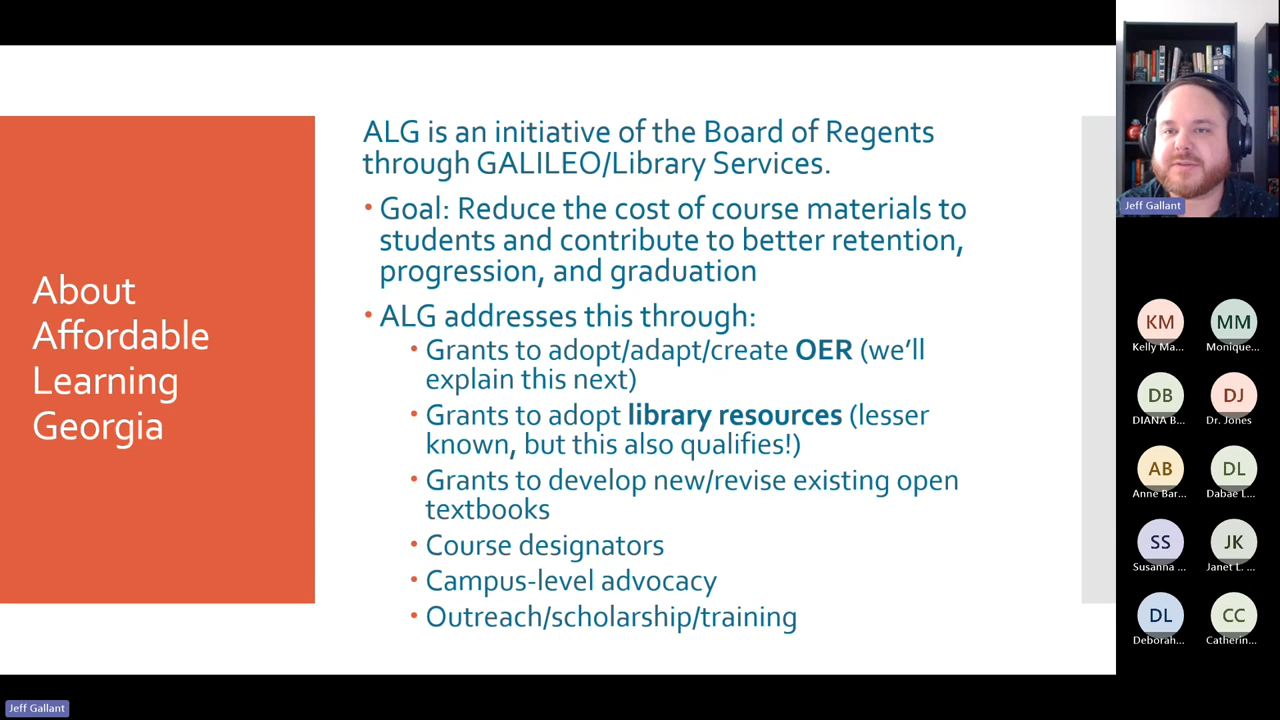 About
Affordable
Learning
Georgia
ALG is an initiative of the Board of Regents
through GALILEO/Library Services.
• Goal: Reduce the cost of course materials to
students and contribute to better retention,
progression, and graduation
• ALG addresses this through:
• Grants to adopt/adapt/create OER (we’ll
explain this next)
• Grants to adopt library resources (lesser
known, but this also qualifies!)
• Grants to develop new/revise existing open
textbooks
• Course designators
• Campus-level advocacy
• Outreach/scholarship/training
Jeff Gallant
KM
MM
Kelly Ma...
Monique...
DB
DJ
DIANA B...
Dr. Jones
AB
DL
Anne Bar...
Dabae L...
SS
JK
Susanna ...
Janet L. ...
DL
CC
Deborah...
Catherin...
Jeff Gallant